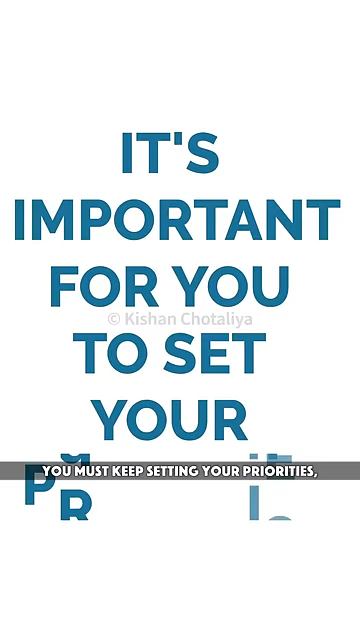 IT'S
IMPORTANT
FOR YOU
© Kishan Chotaliya
TO SET
YOUR
YOU MUST KEEP SETTING YOUR PRIORITIES,